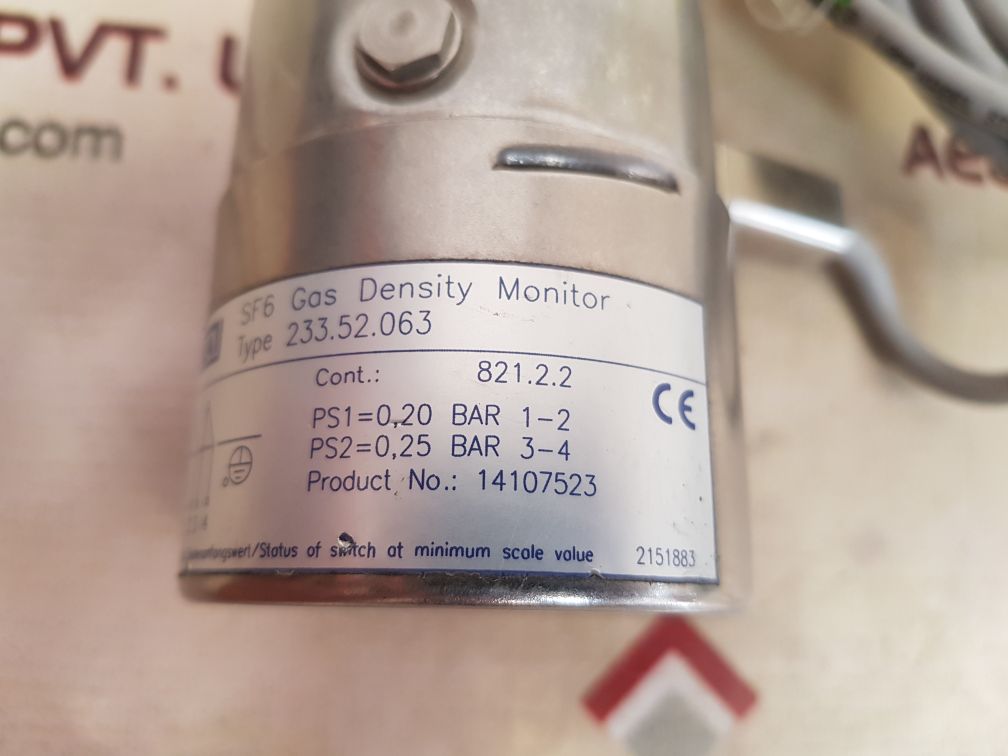 PVT. U
com
SF6 Gas Density Monitor
Type 233.52.063
Cont.: 821.2.2
PS1=0,20 BAR 1-2
PS2=0,25 BAR 3-4
Product No.: 14107523
CE
/Status of switch at minimum scale value
2151883